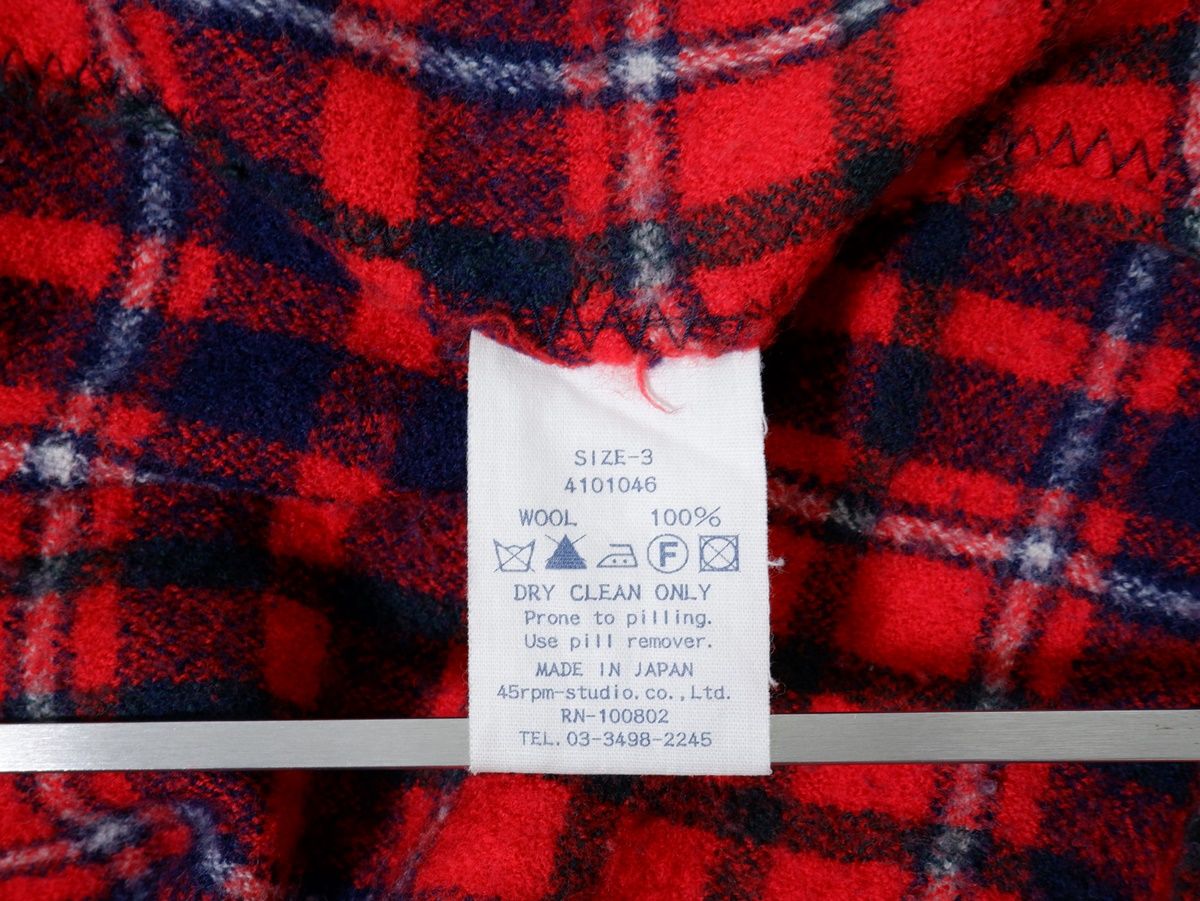 SIZE-3
4101046
WOOL 100%
F
DRY CLEAN ONLY
Prone to pilling.
Use pill remover.
MADE IN JAPAN
45rpm-studio.co.,Ltd.
RN-100802
TEL. 03-3498-2245